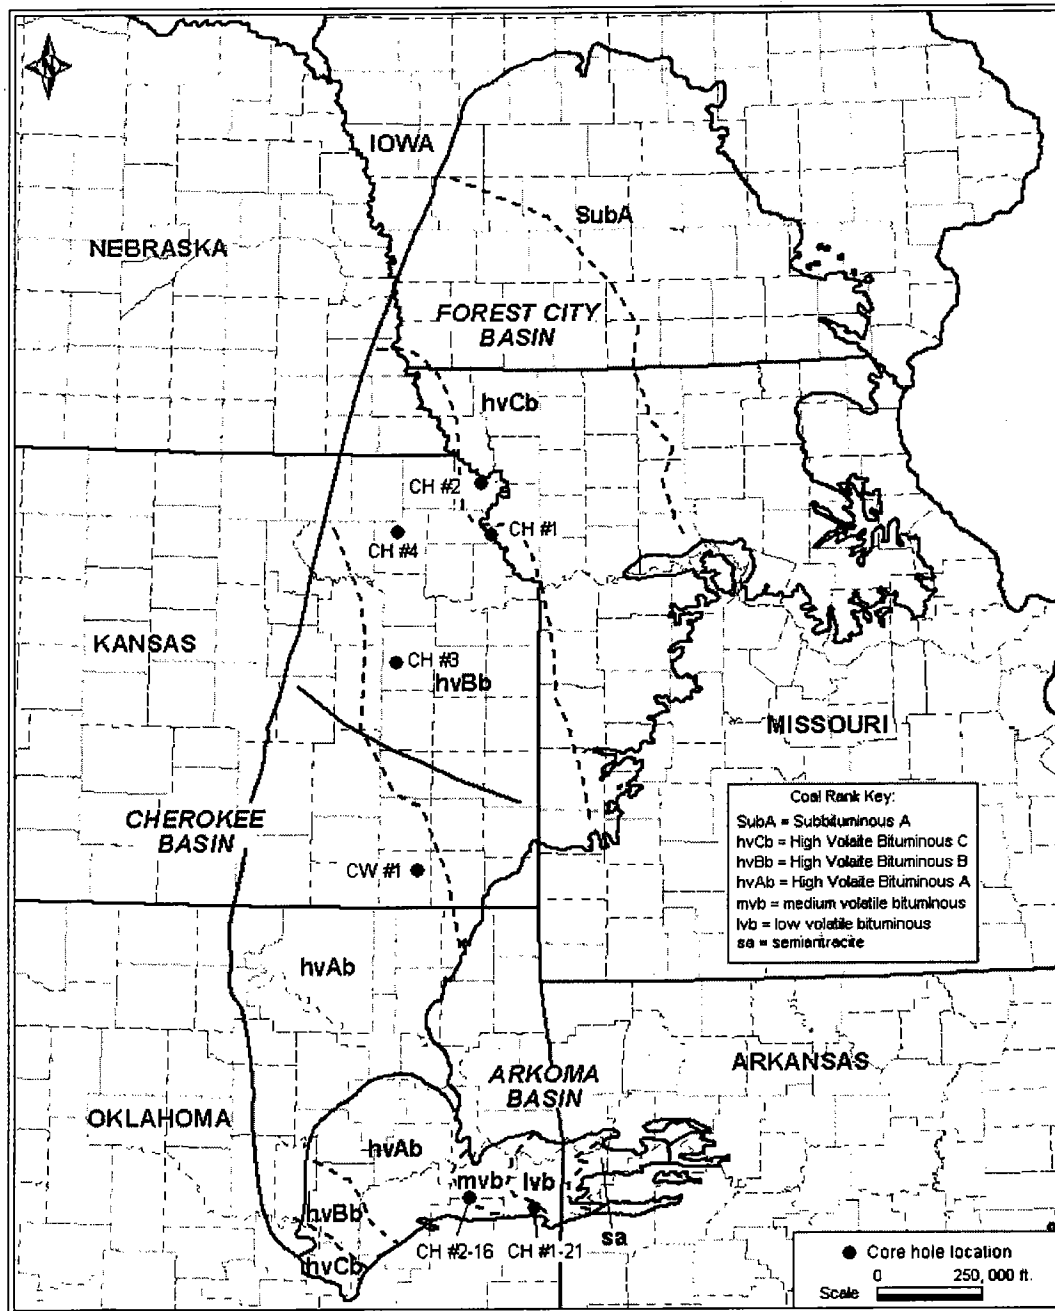 N
IOWA
SubA
NEBRASKA
FOREST CITY
BASIN
hvCb
CH #2
CH #1
CH #4
KANSAS
CH #3
hvBb
MISSOURI
Coal Rank Key:
SubA = Subbituminous A
hvCb = High Volaite Bituminous C
hvBb = High Volaite Bituminous B
hvAb = High Volaite Bituminous A
mvb = medium volatile bituminous
lvb = low volatile bituminous
sa = semiantracite
CHEROKEE
BASIN
CW #1
hvAb
ARKOMA
BASIN
ARKANSAS
OKLAHOMA
hvAb
mvb
lvb
hvBb
sa
CH #2-16
CH #1-21
hvCb
Core hole location
Scale
0
250,000 ft.